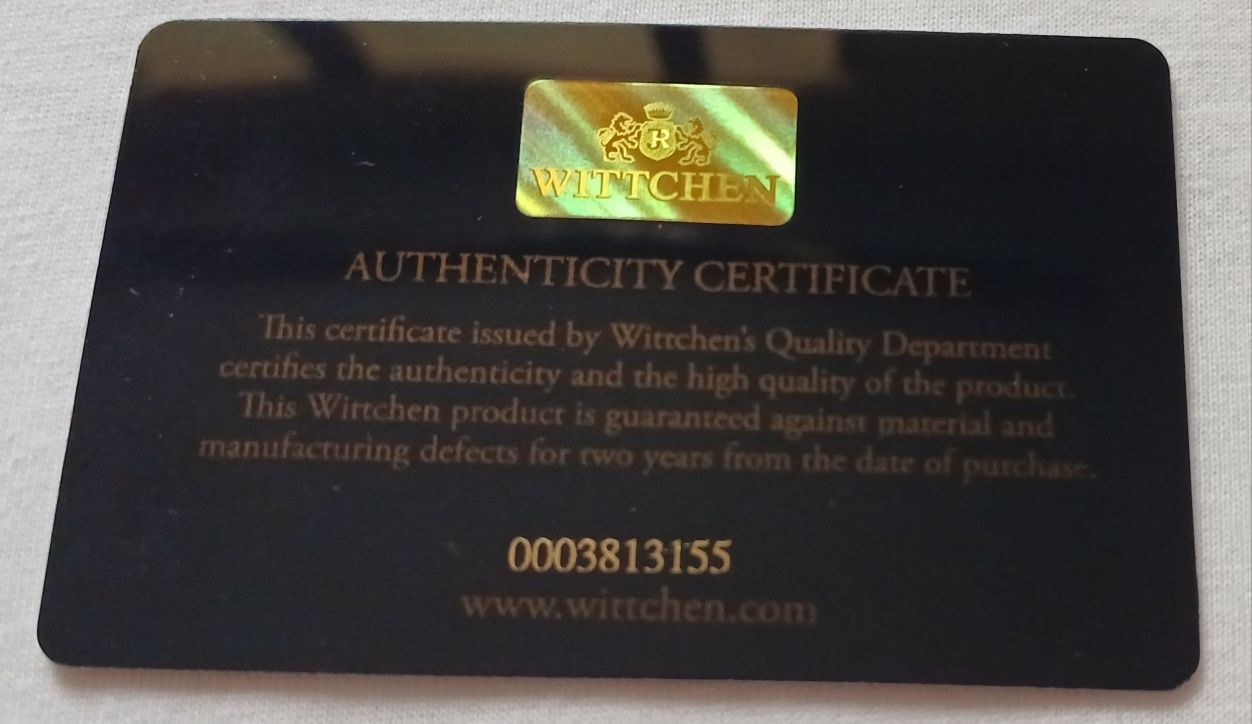 R
WITTCHEN
AUTHENTICITY CERTIFICATE
This certificate issued by Wittchen's Quality Department
certifies the authenticity and the high quality of the product.
This Wittchen product is guaranteed against material and
manufacturing defects for two years from the date of purchase.
0003813155
www.wittchen.com